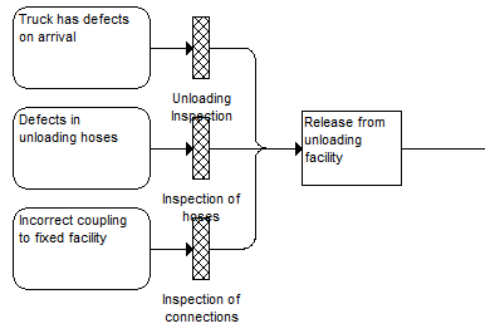 Truck has defects
on arrival
Unloading
Inspection
Defects in
unloading hoses
Inspection of
hoses
Release from
unloading
facility
Incorrect coupling
to fixed facility
Inspection of
connections